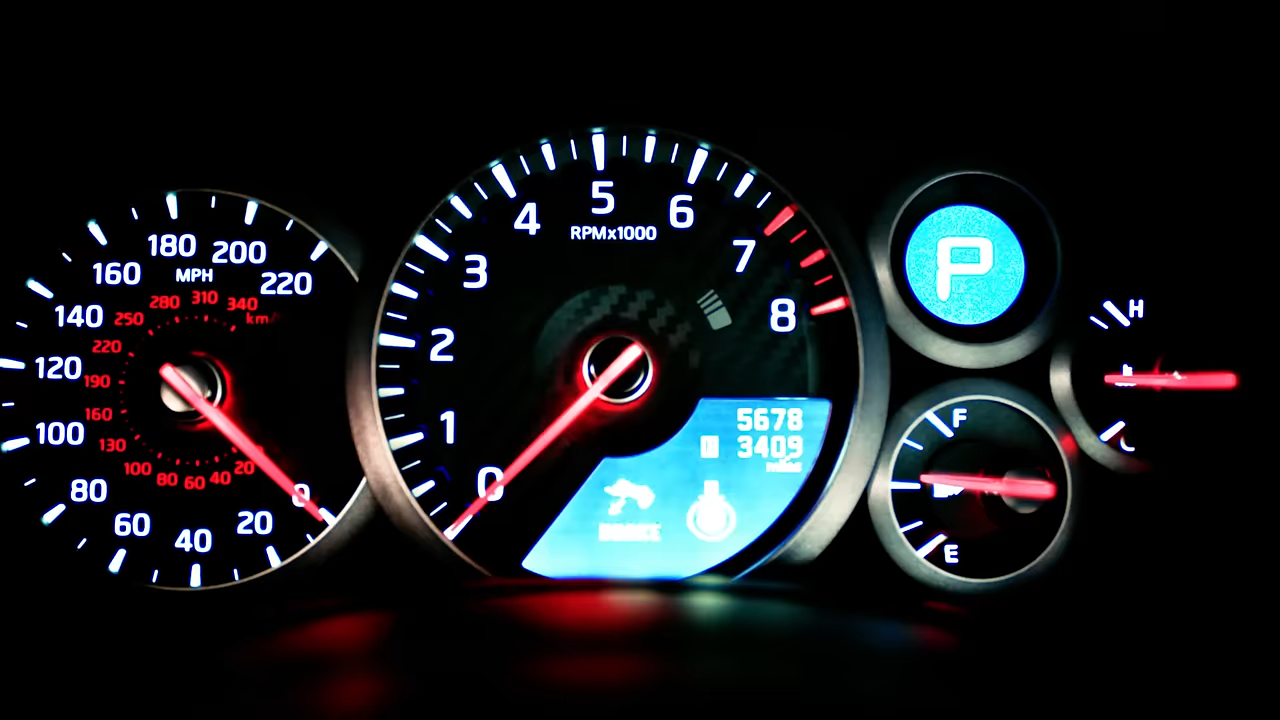 180 200
160 MPH 220
280 310 340
250 km/
140
220
120
190
160
100
130
100 80 60 40 20
80 0
60 20
40
5
4 6
RPMx1000
3 7
8
2
1
0
5678
3409
miles
P
H
C
F
E